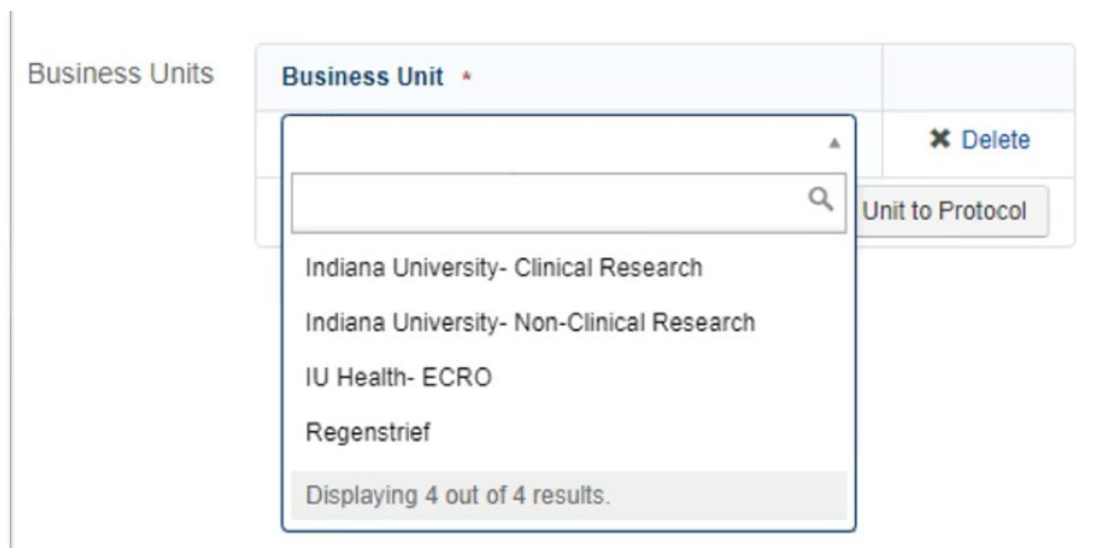 Business Units
Business Unit *
Delete
Unit to Protocol
Indiana University- Clinical Research
Indiana University- Non-Clinical Research
IU Health- ECRO
Regenstrief
Displaying 4 out of 4 results.